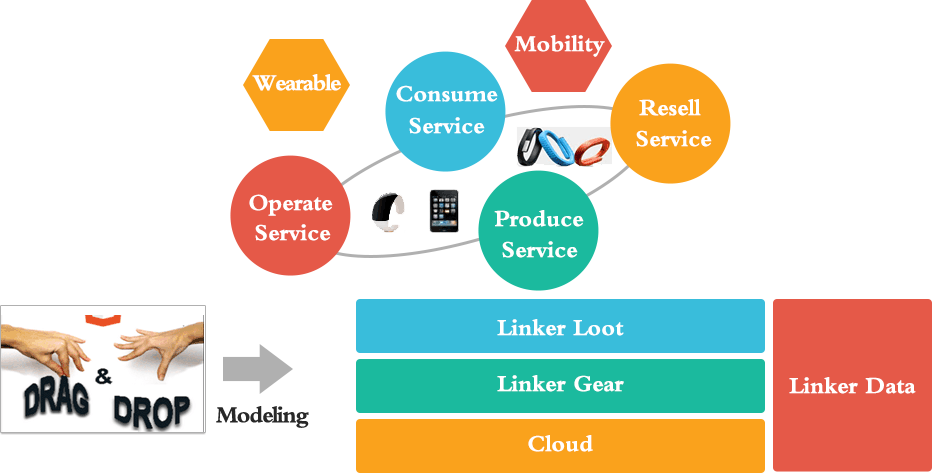 Mobility
Wearable
Consume
Service
Resell
Service
Operate
Service
Produce
Service
DRAG
&
DROP
Modeling
Linker Loot
Linker Gear
Cloud
Linker Data